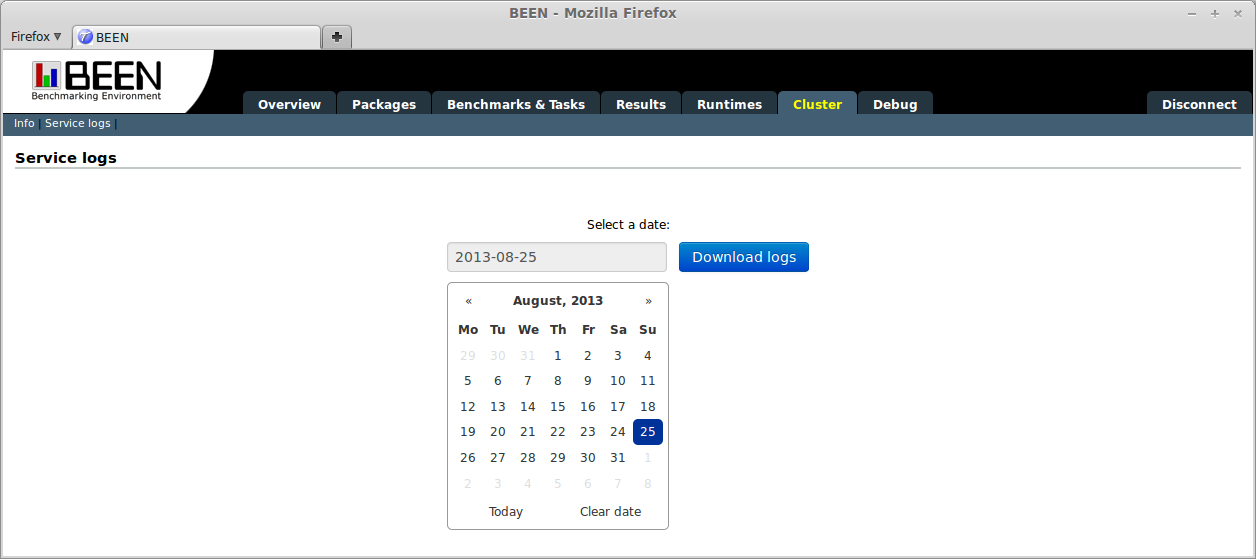 BEEN - Mozilla Firefox
Firefox
BEEN
BEEN
Benchmarking Environment
Overview Packages Benchmarks & Tasks Results Runtimes Cluster Debug Disconnect
Info | Service logs |
Service logs
Select a date:
2013-08-25 Download logs
« August, 2013 »
Mo Tu We Th Fr Sa Su
29 30 31 1 2 3 4
5 6 7 8 9 10 11
12 13 14 15 16 17 18
19 20 21 22 23 24 25
26 27 28 29 30 31 1
2 3 4 5 6 7 8
Today Clear date